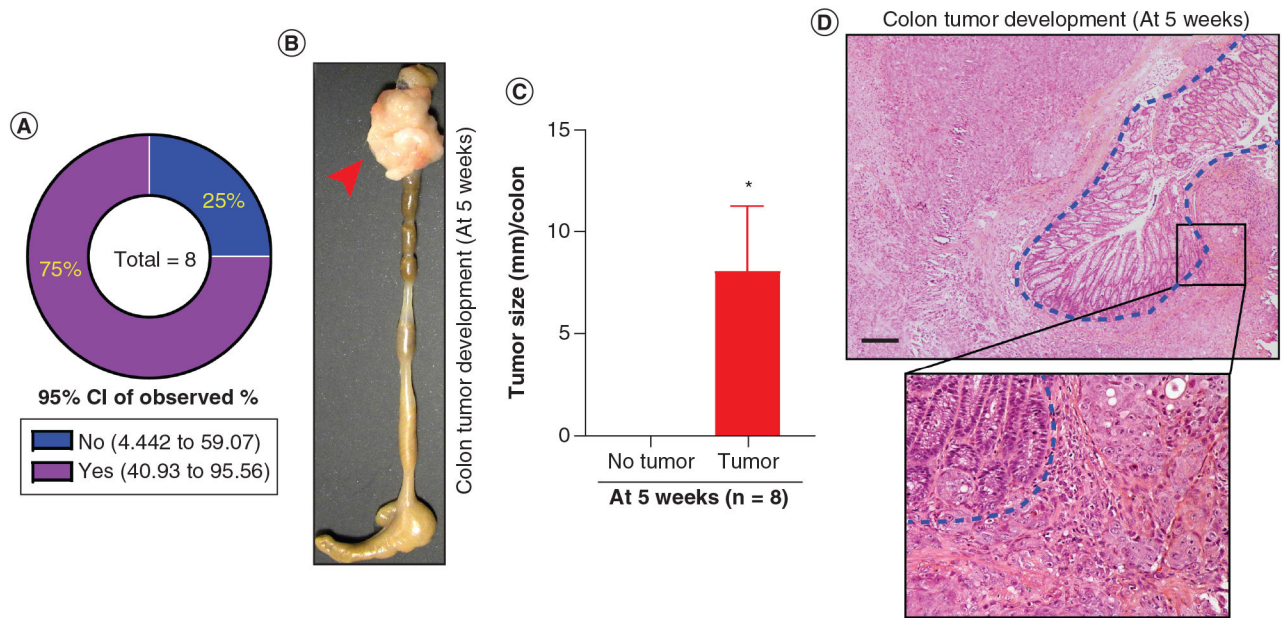 A
25%
75%
Total = 8
95% CI of observed %
No (4.442 to 59.07)
Yes (40.93 to 95.56)
B
Colon tumor development (At 5 weeks)
C
Tumor size (mm)/colon
15
10
5
0
*
No tumor Tumor
At 5 weeks (n = 8)
D
Colon tumor development (At 5 weeks)